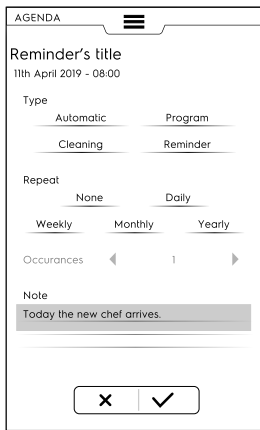 AGENDA
Reminder's title
11th April 2019 - 08:00
Type
Automatic Program
Cleaning Reminder
Repeat
None Daily
Weekly Monthly Yearly
Occurances 1
Note
Today the new chef arrives.